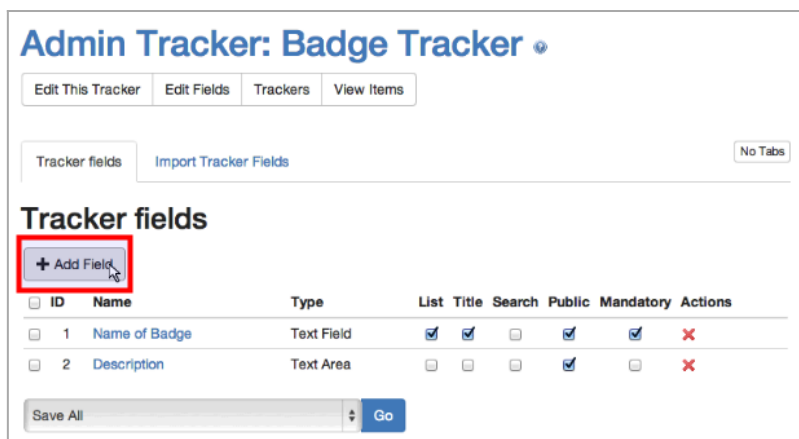 Admin Tracker: Badge Tracker
Edit This Tracker Edit Fields Trackers View Items
Tracker fields Import Tracker Fields No Tabs
Tracker fields
+ Add Field
ID Name Type List Title Search Public Mandatory Actions
1 Name of Badge Text Field
2 Description Text Area
Save All Go